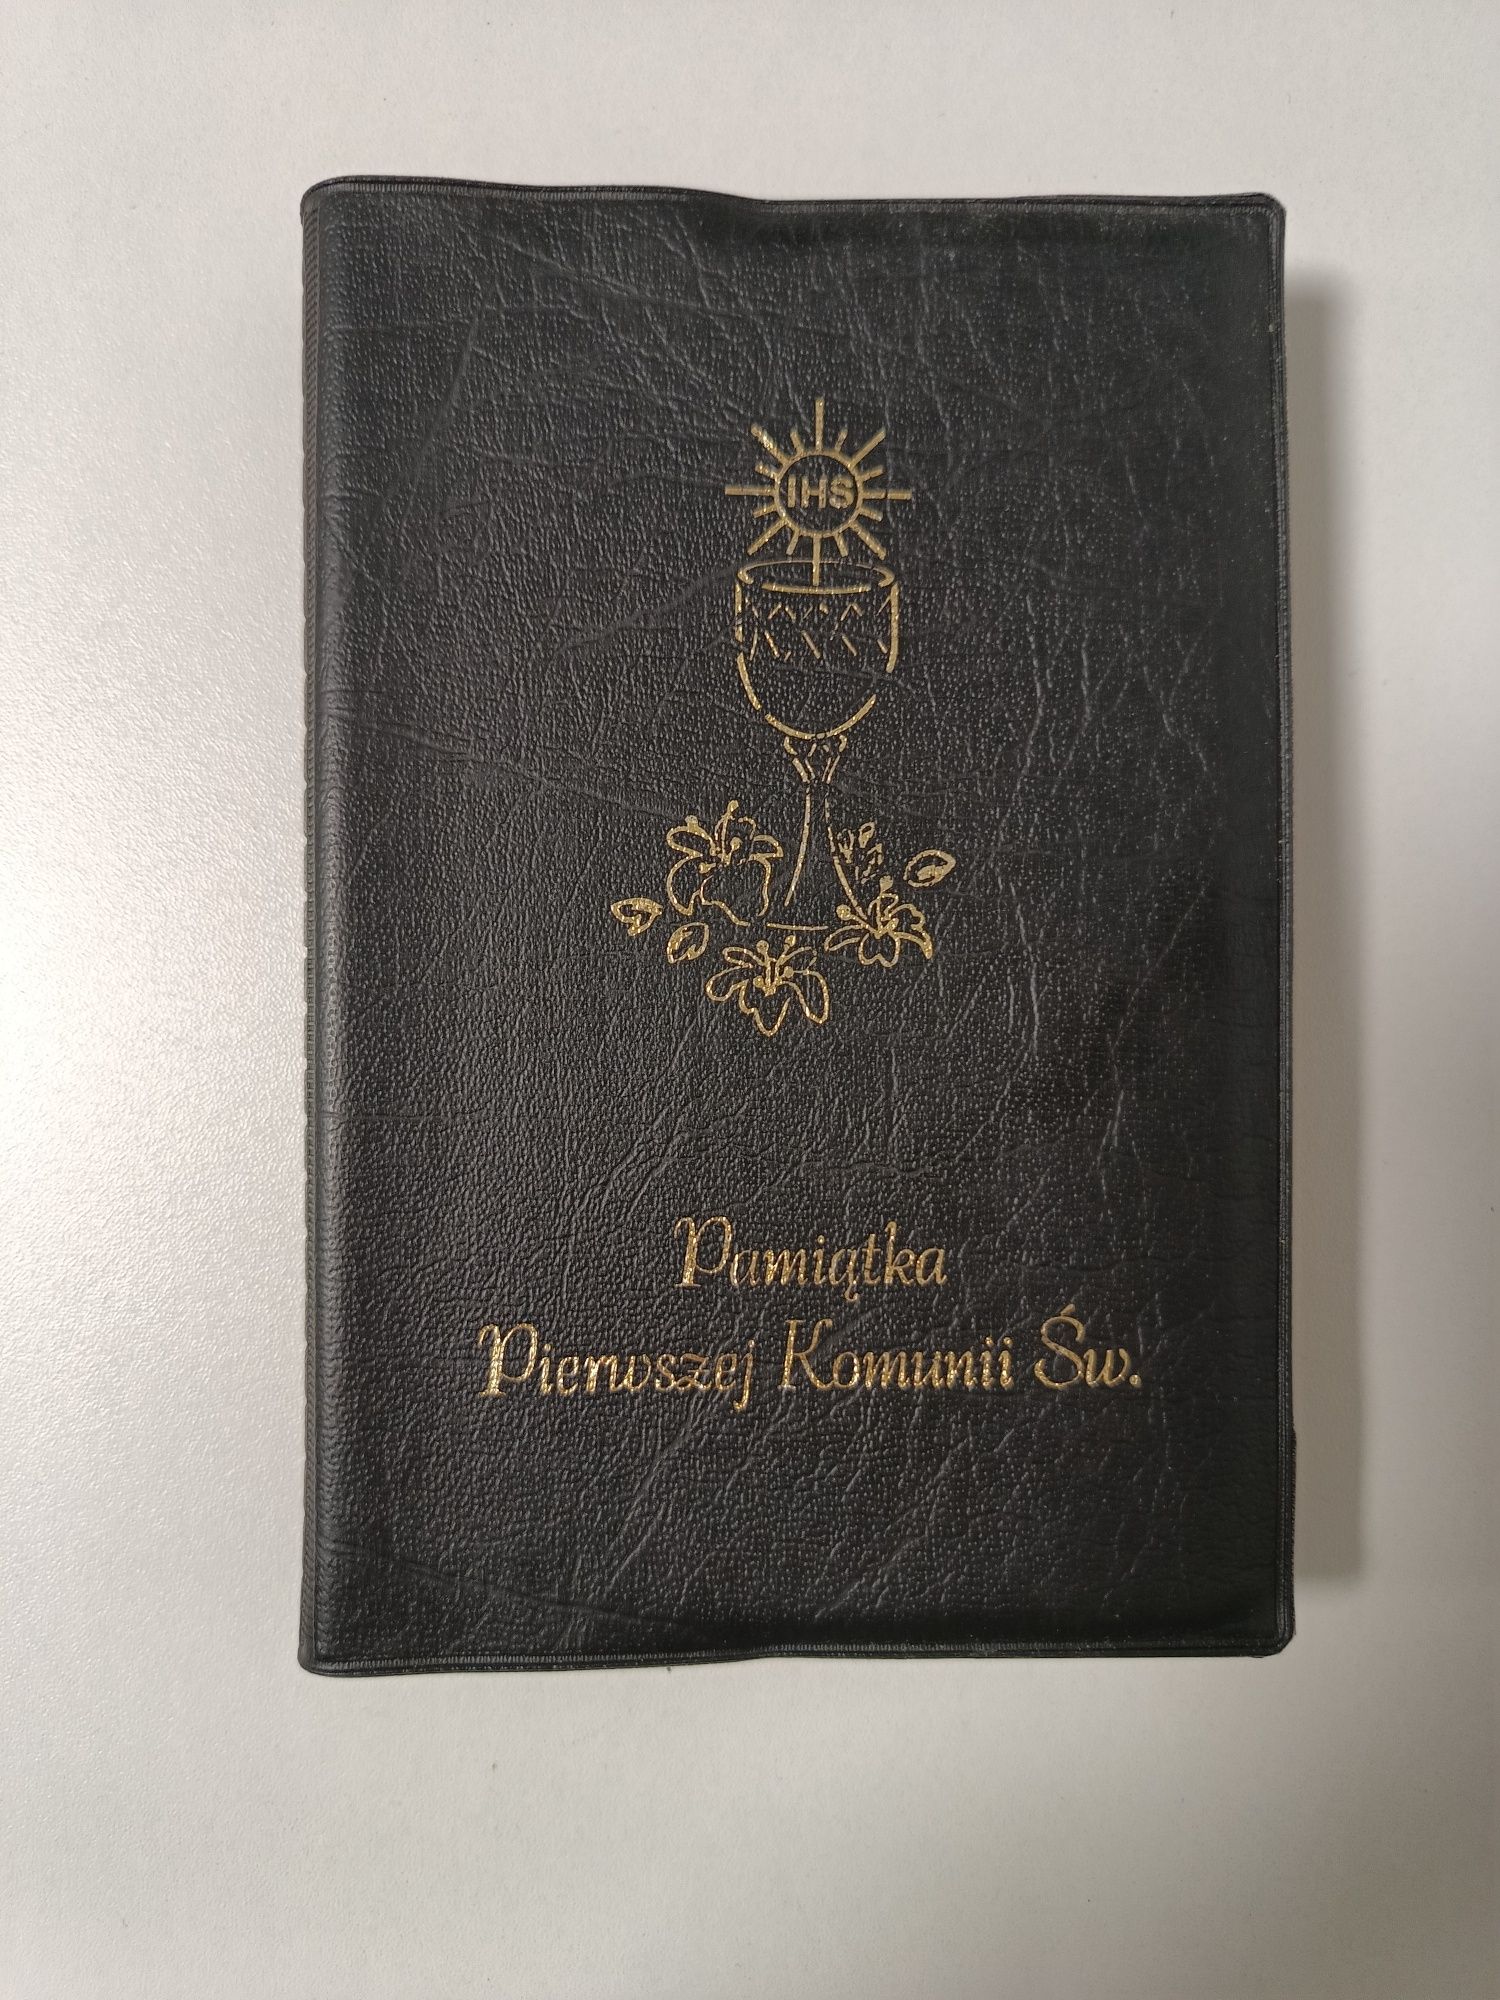 IHS
Pamiątka
Pierwszej Komunii Św.